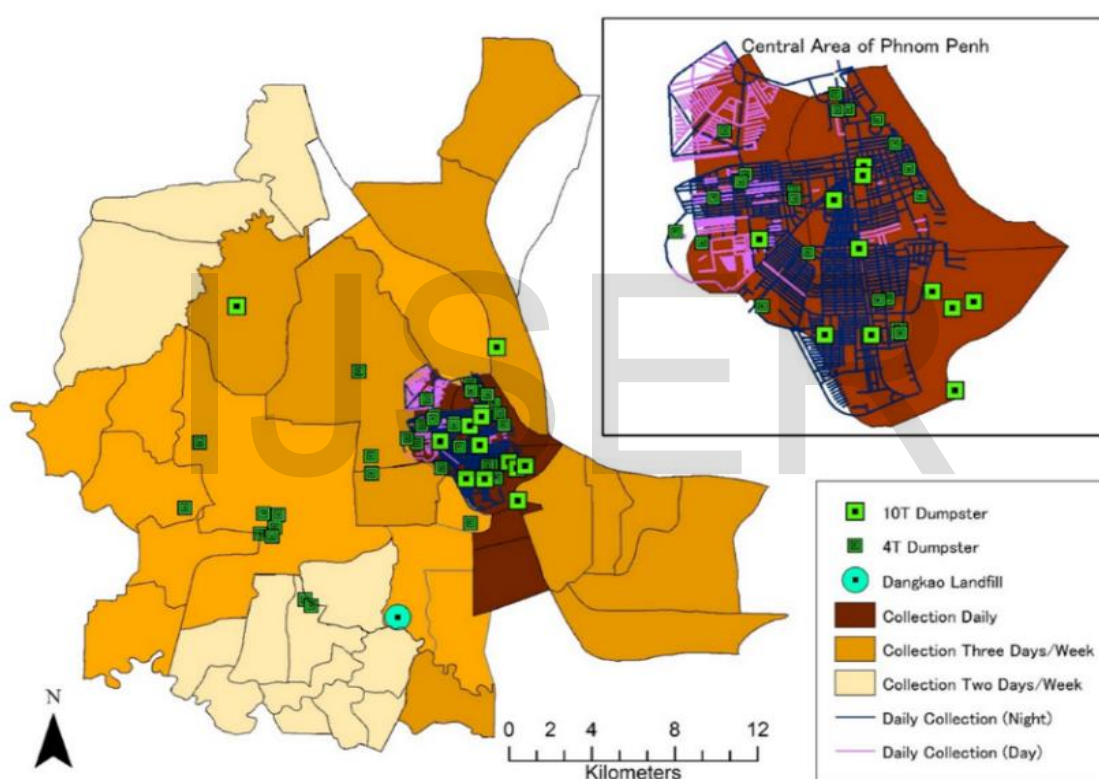 Central Area of Phnom Penh
IJSER
10T Dumpster
4T Dumpster
Dangkao Landfill
Collection Daily
Collection Three Days/Week
Collection Two Days/Week
Daily Collection (Night)
Daily Collection (Day)
N
0 2 4 8 12
Kilometers